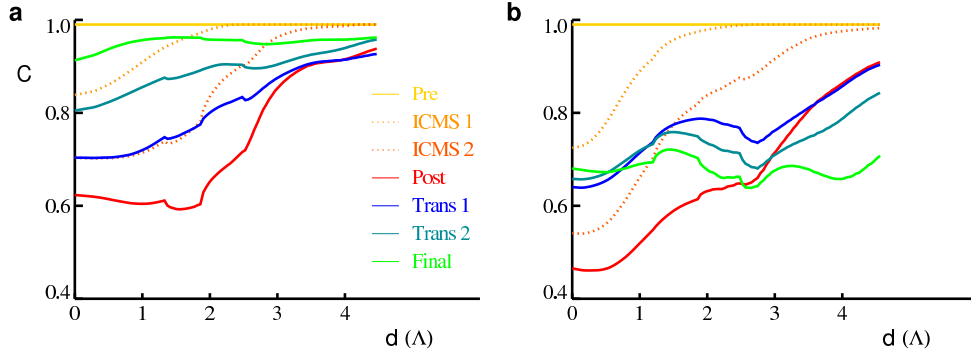 a
b
1.0
C
0.8
0.6
0.4
0 1 2 3 4
d (Λ)
Pre
ICMS 1
ICMS 2
Post
Trans 1
Trans 2
Final
1.0
0.8
0.6
0.4
0 1 2 3 4
d (Λ)